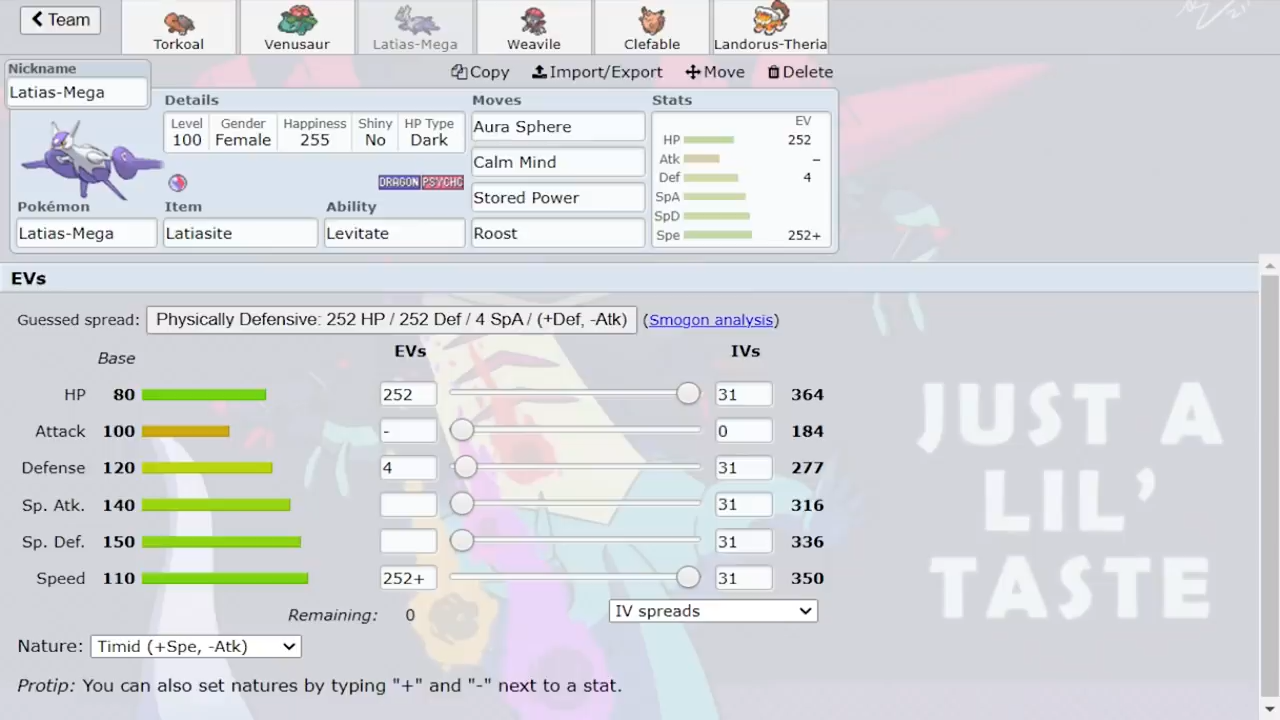 Team
Torkoal
Venusaur
Latias-Mega
Weavile
Clefable
Landorus-Theria
Nickname
Latias-Mega
Copy
Import/Export
Move
Delete
Details
Level Gender Happiness Shiny HP Type
100 Female 255 No Dark
DRAGON PSYCHC
Pokémon
Latias-Mega
Item
Latiasite
Ability
Levitate
Moves
Aura Sphere
Calm Mind
Stored Power
Roost
Stats
EV
HP 252
Atk –
Def 4
SpA
SpD
Spe 252+
EVs
Guessed spread: Physically Defensive: 252 HP / 252 Def / 4 SpA / (+Def, -Atk) (Smogon analysis)
Base EVs IVs
HP 80 252 31 364
Attack 100 - 0 184
Defense 120 4 31 277
Sp. Atk. 140 31 316
Sp. Def. 150 31 336
Speed 110 252+ 31 350
Remaining: 0 IV spreads
Nature: Timid (+Spe, -Atk)
Protip: You can also set natures by typing "+" and "-" next to a stat.
JUST A
LIL'
TASTE